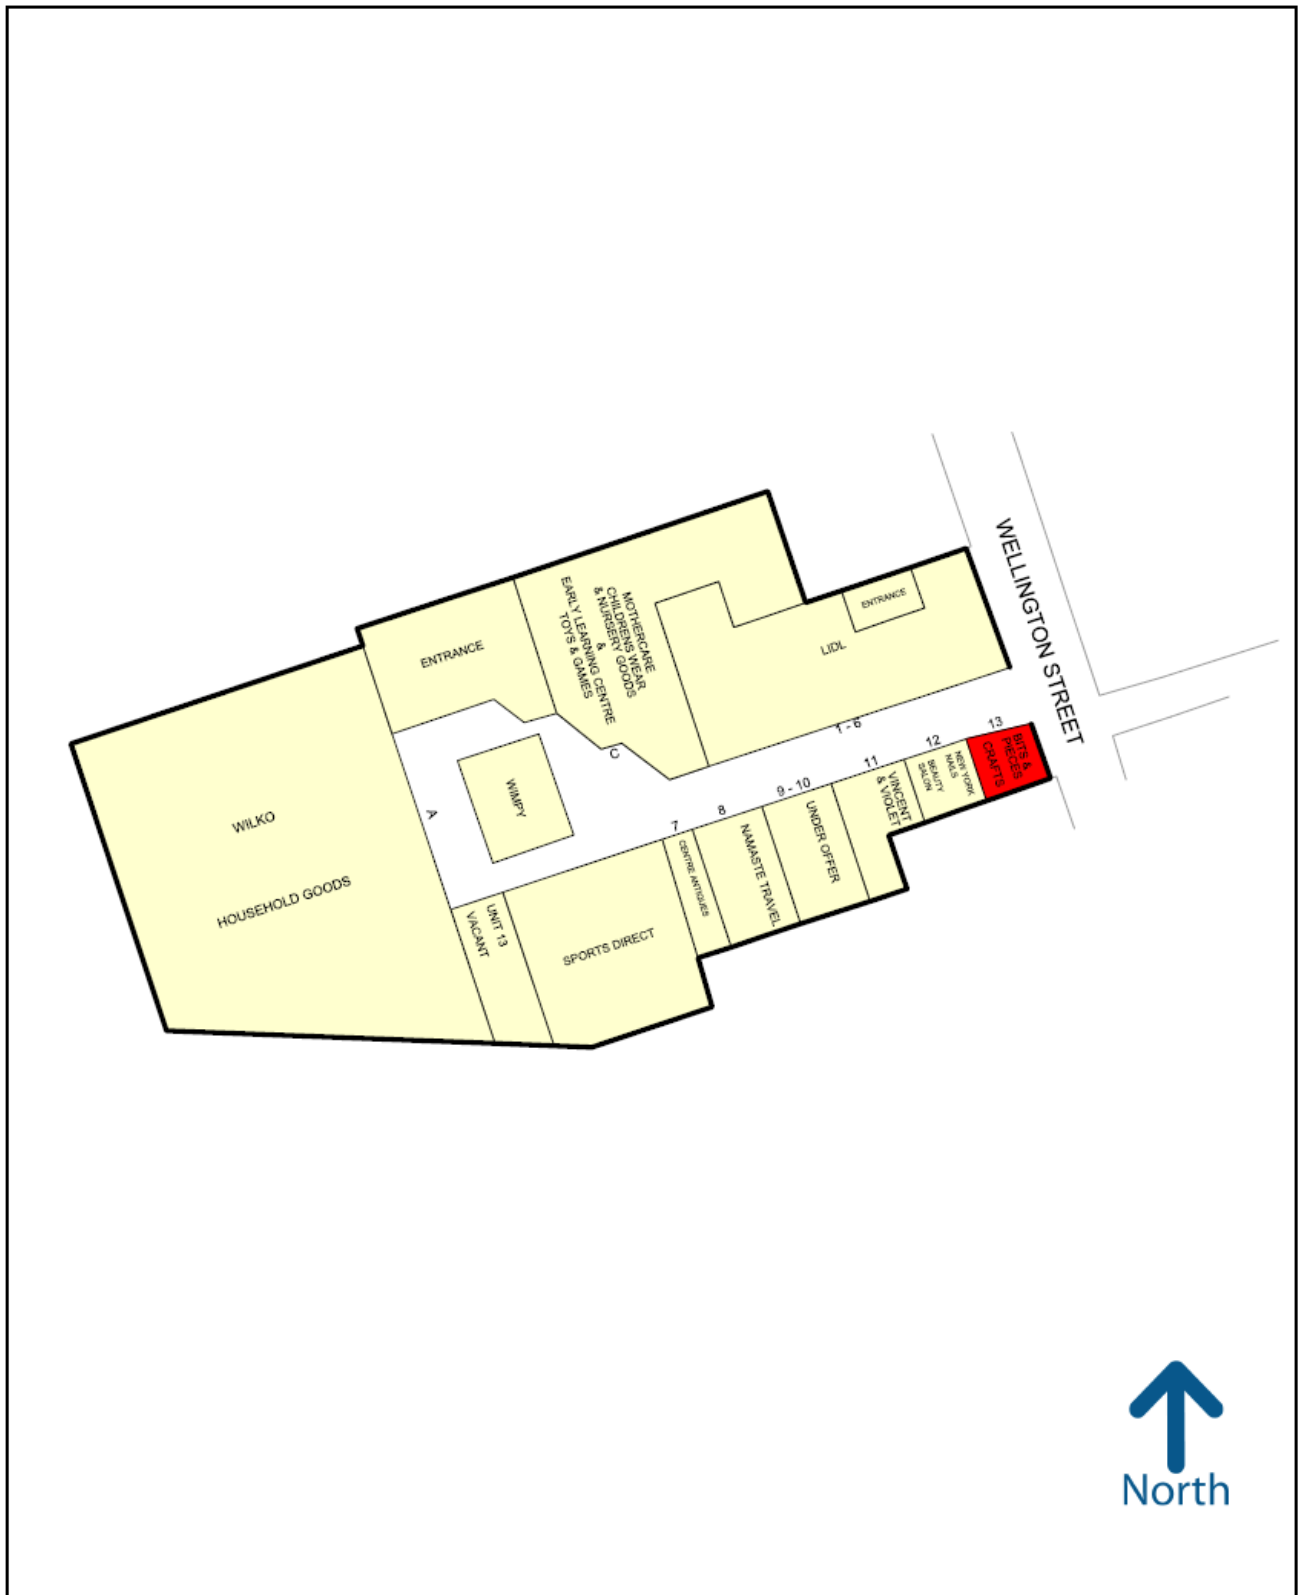 WELLINGTON STREET
ENTRANCE
LIDL
MOTHERCARE
CHILDRENS WEAR
& NURSERY GOODS
&
EARLY LEARNING CENTRE
TOYS & GAMES
ENTRANCE
C
1 - 6
13
BITS &
PIECES
CRAFTS
12
NEW YORK
NAILS
BEAUTY
SALON
11
VINCENT
& VIOLET
9 - 10
UNDER OFFER
8
NAMASTE TRAVEL
7
CENTRE ANTIQUES
WIMPY
A
WILKO
HOUSEHOLD GOODS
UNIT 13
VACANT
SPORTS DIRECT
North